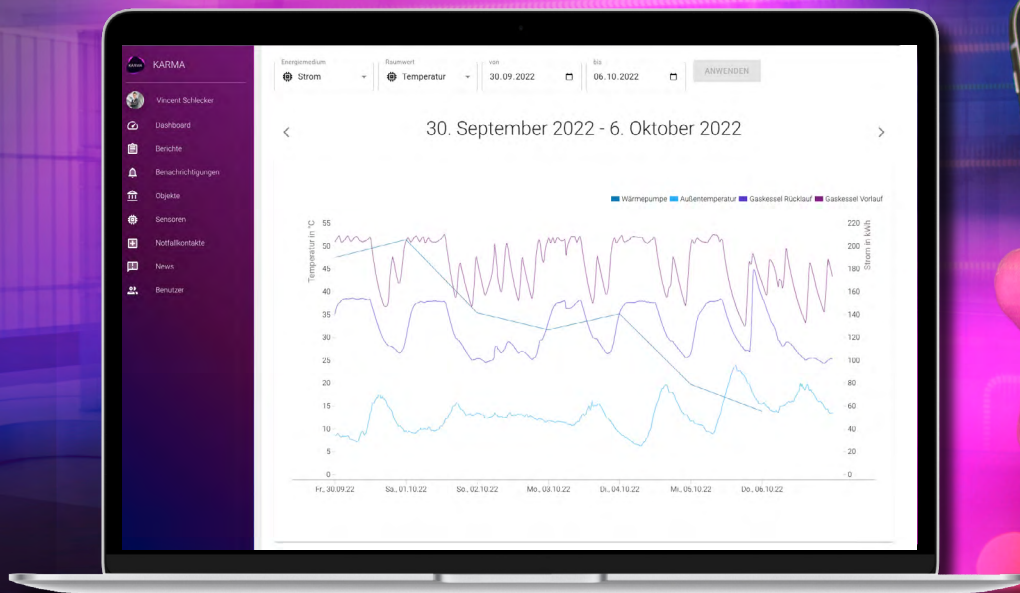 KARMA
KARMA
Vincent Schlecker
Dashboard
Berichte
Benachrichtigungen
Objekte
Sensoren
Notfallkontakte
News
Benutzer
Energiemedium
Strom
Raumwert
Temperatur
von
30.09.2022
bis
06.10.2022
ANWENDEN
30. September 2022 - 6. Oktober 2022
Wärmepumpe Außentemperatur Gaskessel Rücklauf Gaskessel Vorlauf
Temperatur in °C
55
50
45
40
35
30
25
20
15
10
5
0
220
200
180
160
140
120
100
80
60
40
20
0
Strom in kWh
Fr., 30.09.22 Sa., 01.10.22 So., 02.10.22 Mo., 03.10.22 Di., 04.10.22 Mi., 05.10.22 Do., 06.10.22